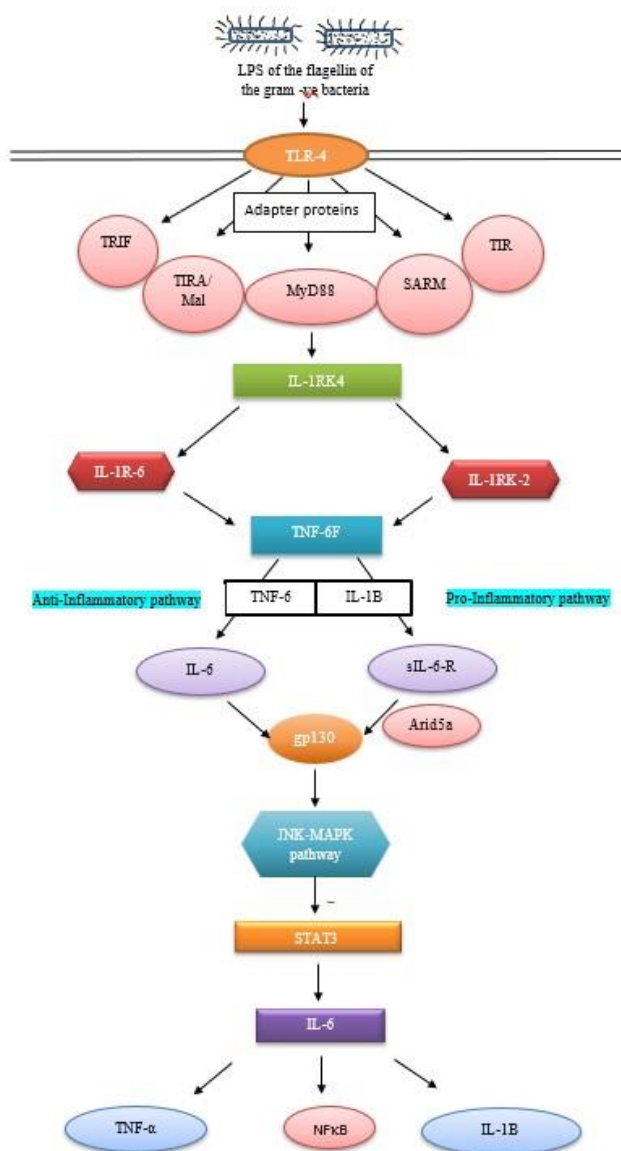 LPS of the flagellin of
the gram -ve bacteria
TLR-4
Adapter proteins
TRIF
TIR
TIRA/
Mal
MyD88
SARM
IL-1RK4
IL-1R-6
IL-1RK-2
TNF-6F
Anti-Inflammatory pathway
TNF-6
IL-1B
Pro-Inflammatory pathway
IL-6
sIL-6-R
Arid5a
gp130
JNK-MAPK
pathway
STAT3
IL-6
TNF-α
NFκB
IL-1B